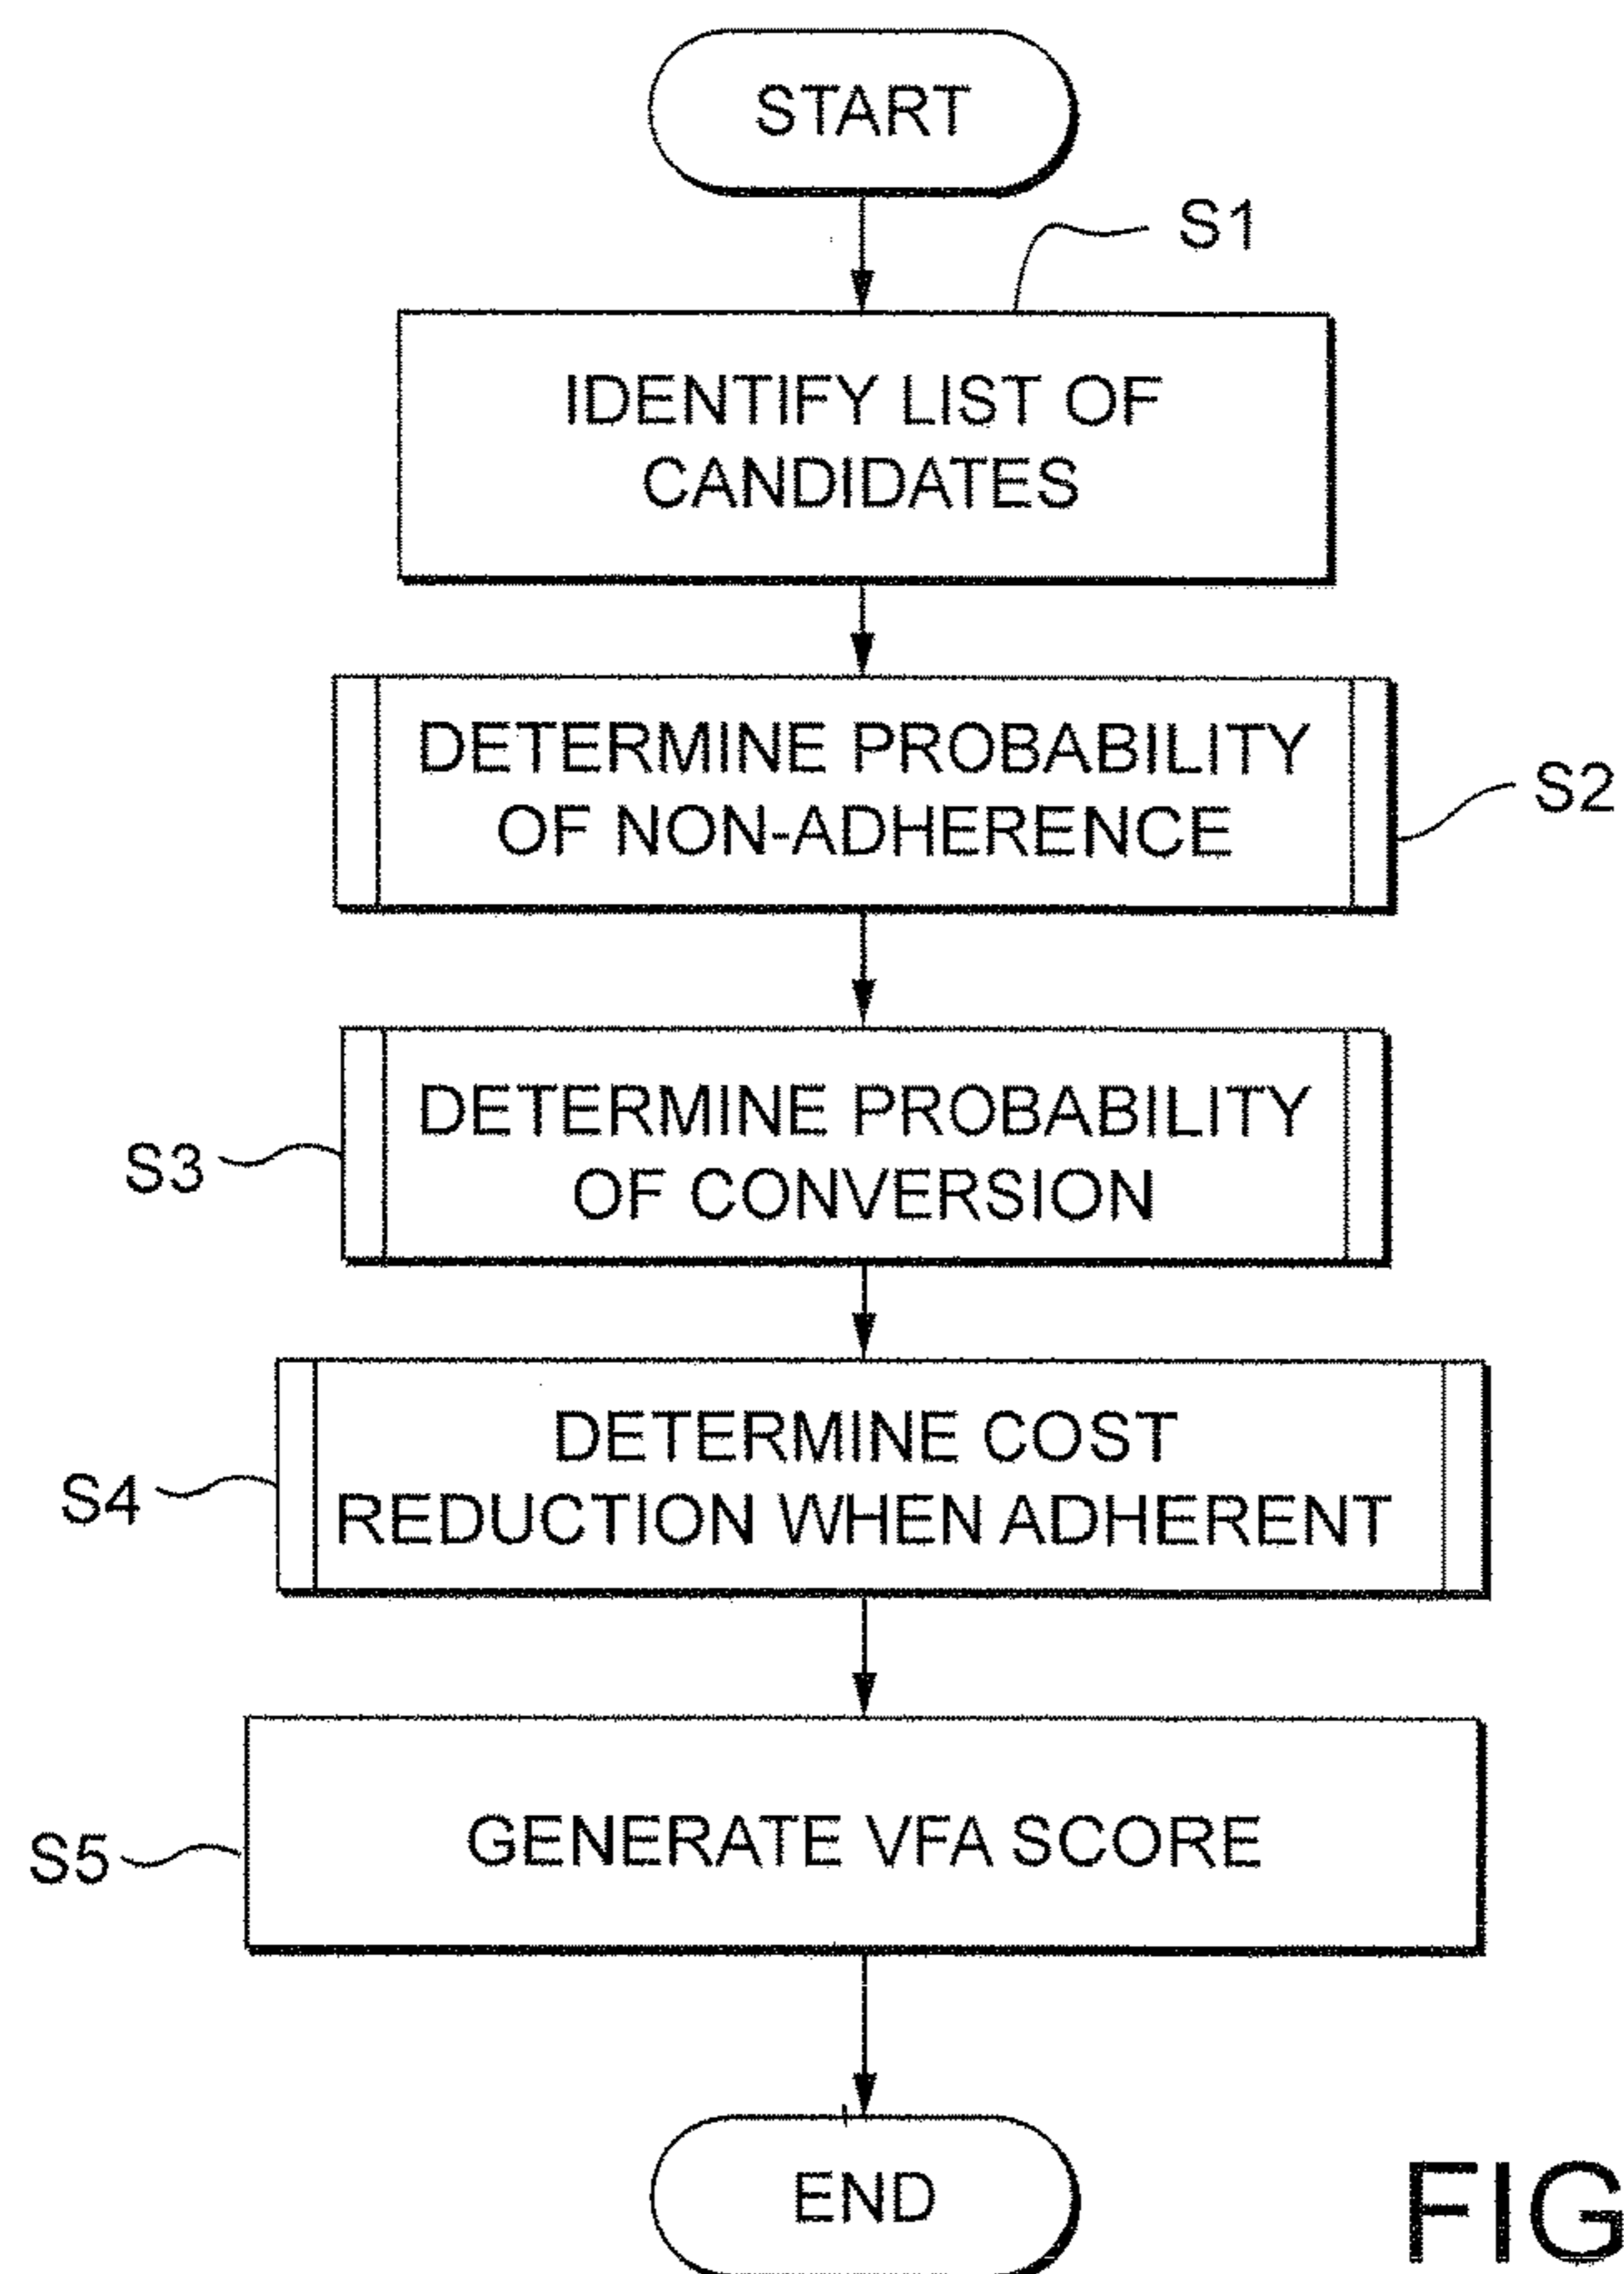 START
S1
IDENTIFY LIST OF
CANDIDATES
DETERMINE PROBABILITY
OF NON-ADHERENCE
S2
DETERMINE PROBABILITY
OF CONVERSION
S3
DETERMINE COST
REDUCTION WHEN ADHERENT
S4
GENERATE VFA SCORE
S5
END
FIG